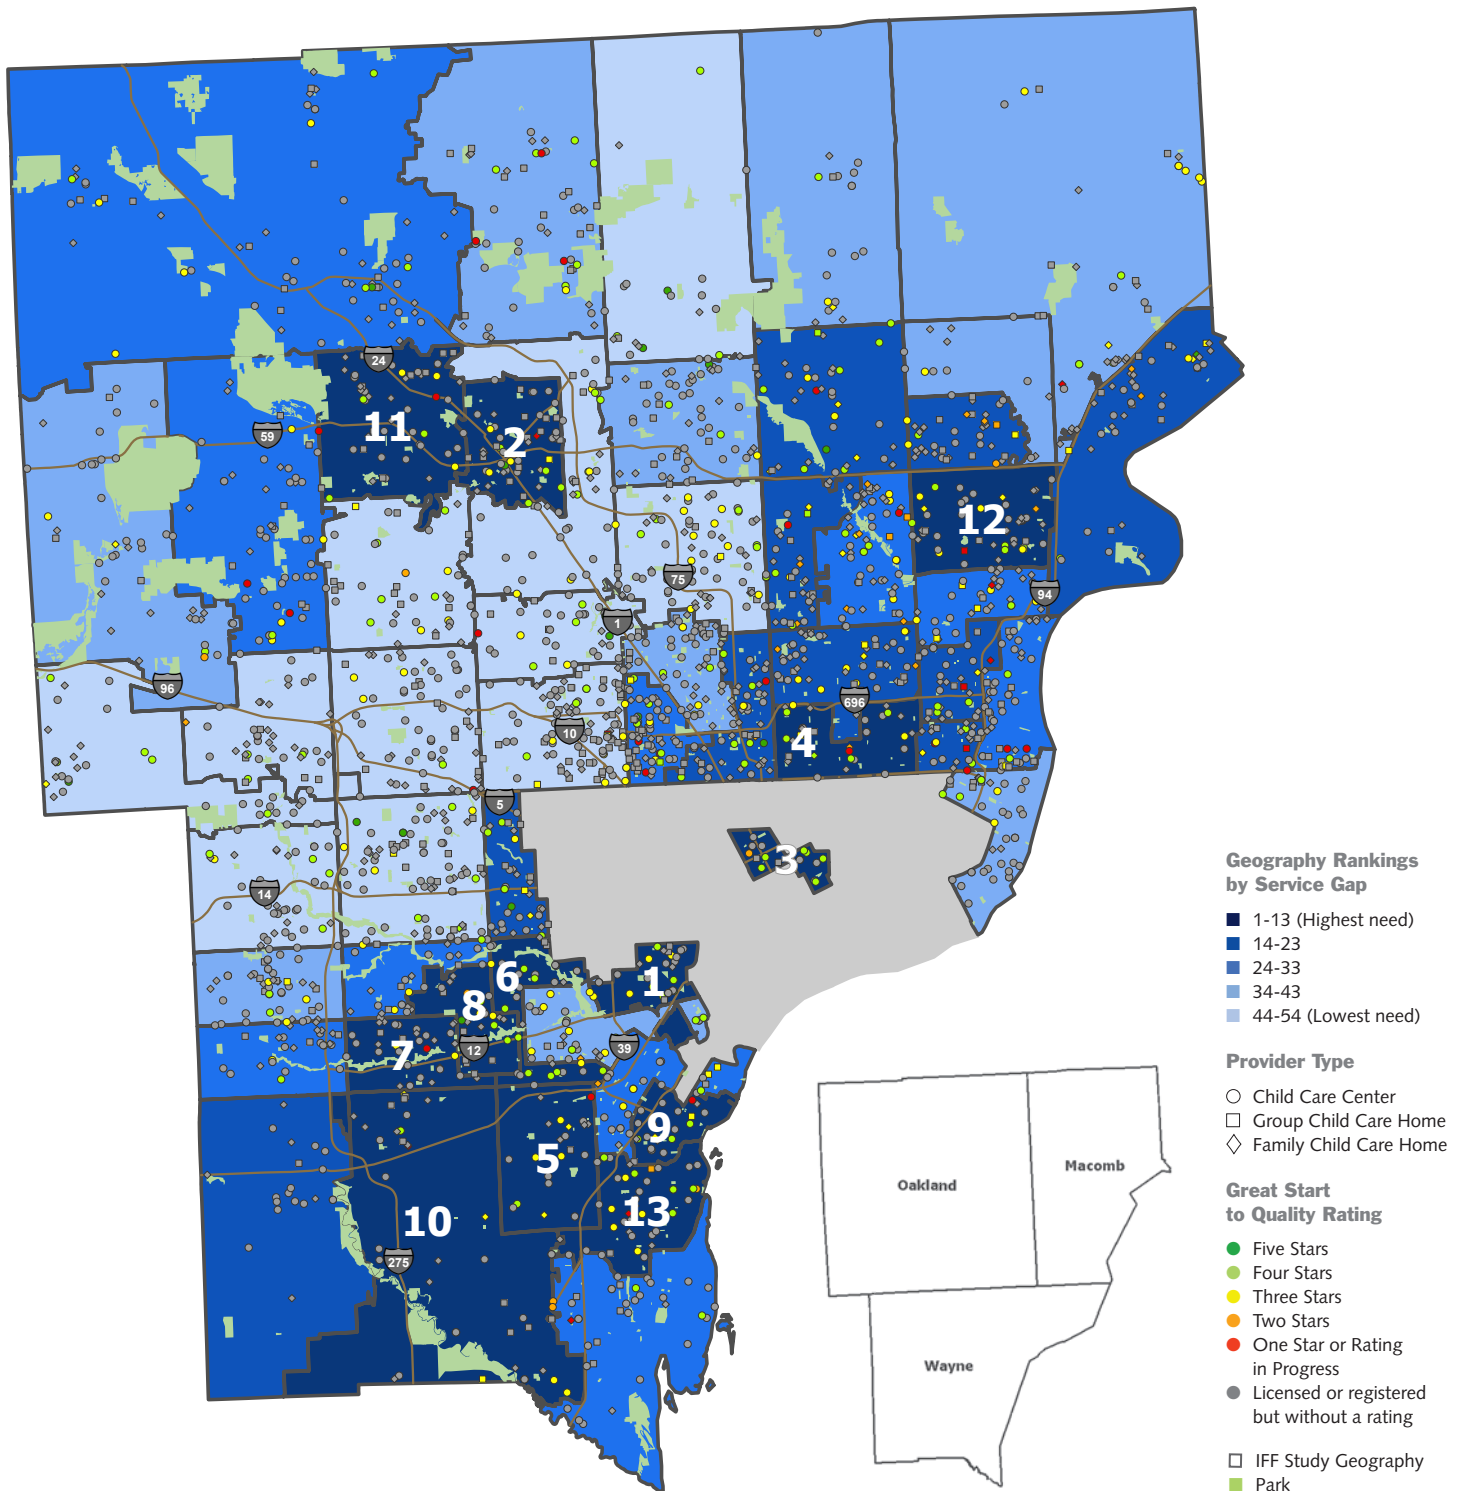 24
11
59
2
12
75
94
1
96
696
10
4
5
3
14
6
1
8
7
12
39
9
5
10
13
275
Geography Rankings
by Service Gap
1-13 (Highest need)
14-23
24-33
34-43
44-54 (Lowest need)
Provider Type
Child Care Center
Group Child Care Home
Family Child Care Home
Great Start
to Quality Rating
Five Stars
Four Stars
Three Stars
Two Stars
One Star or Rating
in Progress
Licensed or registered
but without a rating
IFF Study Geography
Park
Macomb
Oakland
Wayne